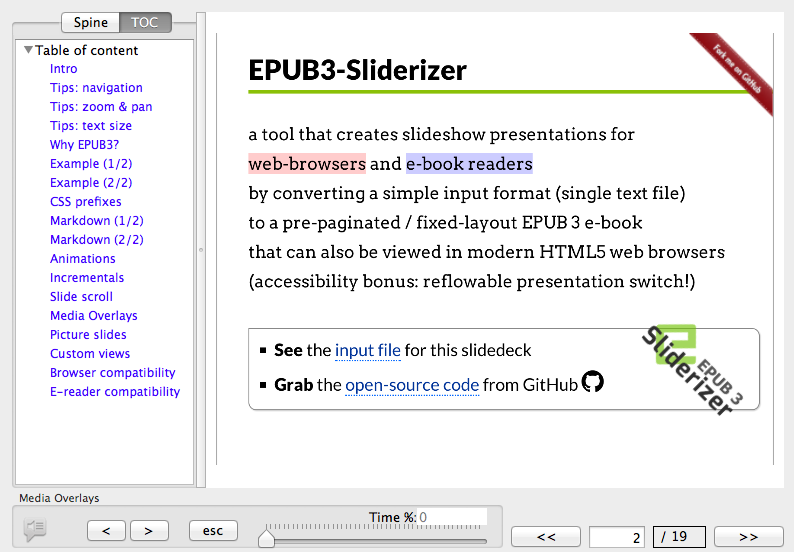 Spine TOC
Table of content
Intro
Tips: navigation
Tips: zoom & pan
Tips: text size
Why EPUB3?
Example (1/2)
Example (2/2)
CSS prefixes
Markdown (1/2)
Markdown (2/2)
Animations
Incrementals
Slide scroll
Media Overlays
Picture slides
Custom views
Browser compatibility
E-reader compatibility
Fork me on GitHub
EPUB3-Sliderizer
a tool that creates slideshow presentations for
web-browsers and e-book readers
by converting a simple input format (single text file)
to a pre-paginated / fixed-layout EPUB 3 e-book
that can also be viewed in modern HTML5 web browsers
(accessibility bonus: reflowable presentation switch!)
See the input file for this slidedeck
Grab the open-source code from GitHub
EPUB 3
Sliderizer
Media Overlays
< > esc
Time %: 0
<< 2 / 19 >>